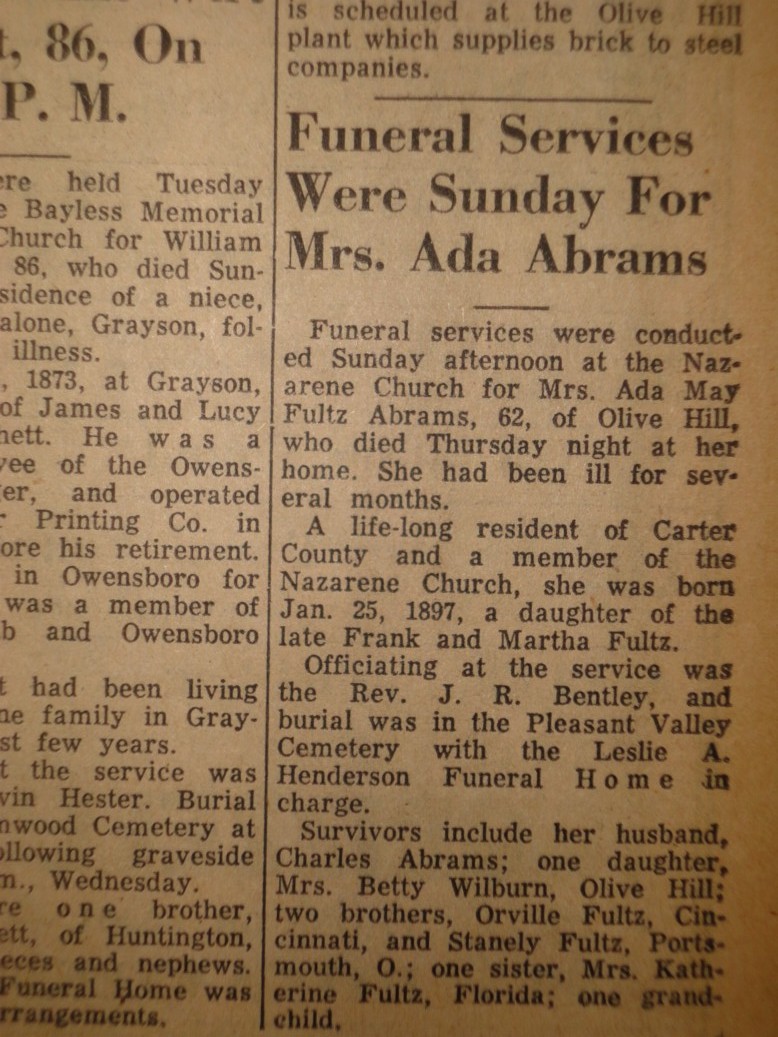 t, 86, On
P. M.
ere held Tuesday
e Bayless Memorial
Church for William
86, who died Sun-
sidence of a niece,
alone, Grayson, fol-
illness.
, 1873, at Grayson,
of James and Lucy
nett. He was a
yee of the Owens-
ger, and operated
r Printing Co. in
ore his retirement.
in Owensboro for
was a member of
b and Owensboro
t had been living
ne family in Gray-
st few years.
t the service was
vin Hester. Burial
nwood Cemetery at
ollowing graveside
m., Wednesday.
re one brother,
ett, of Huntington,
eces and nephews.
Funeral Home was
rrangements.
is scheduled at the Olive Hill
plant which supplies brick to steel
companies.
Funeral Services
Were Sunday For
Mrs. Ada Abrams
Funeral services were conduct-
ed Sunday afternoon at the Naz-
arene Church for Mrs. Ada May
Fultz Abrams, 62, of Olive Hill,
who died Thursday night at her
home. She had been ill for sev-
eral months.
A life-long resident of Carter
County and a member of the
Nazarene Church, she was born
Jan. 25, 1897, a daughter of the
late Frank and Martha Fultz.
Officiating at the service was
the Rev. J. R. Bentley, and
burial was in the Pleasant Valley
Cemetery with the Leslie A.
Henderson Funeral Home in
charge.
Survivors include her husband,
Charles Abrams; one daughter,
Mrs. Betty Wilburn, Olive Hill;
two brothers, Orville Fultz, Cin-
cinnati, and Stanely Fultz, Ports-
mouth, O.; one sister, Mrs. Kath-
erine Fultz, Florida; one grand-
child.